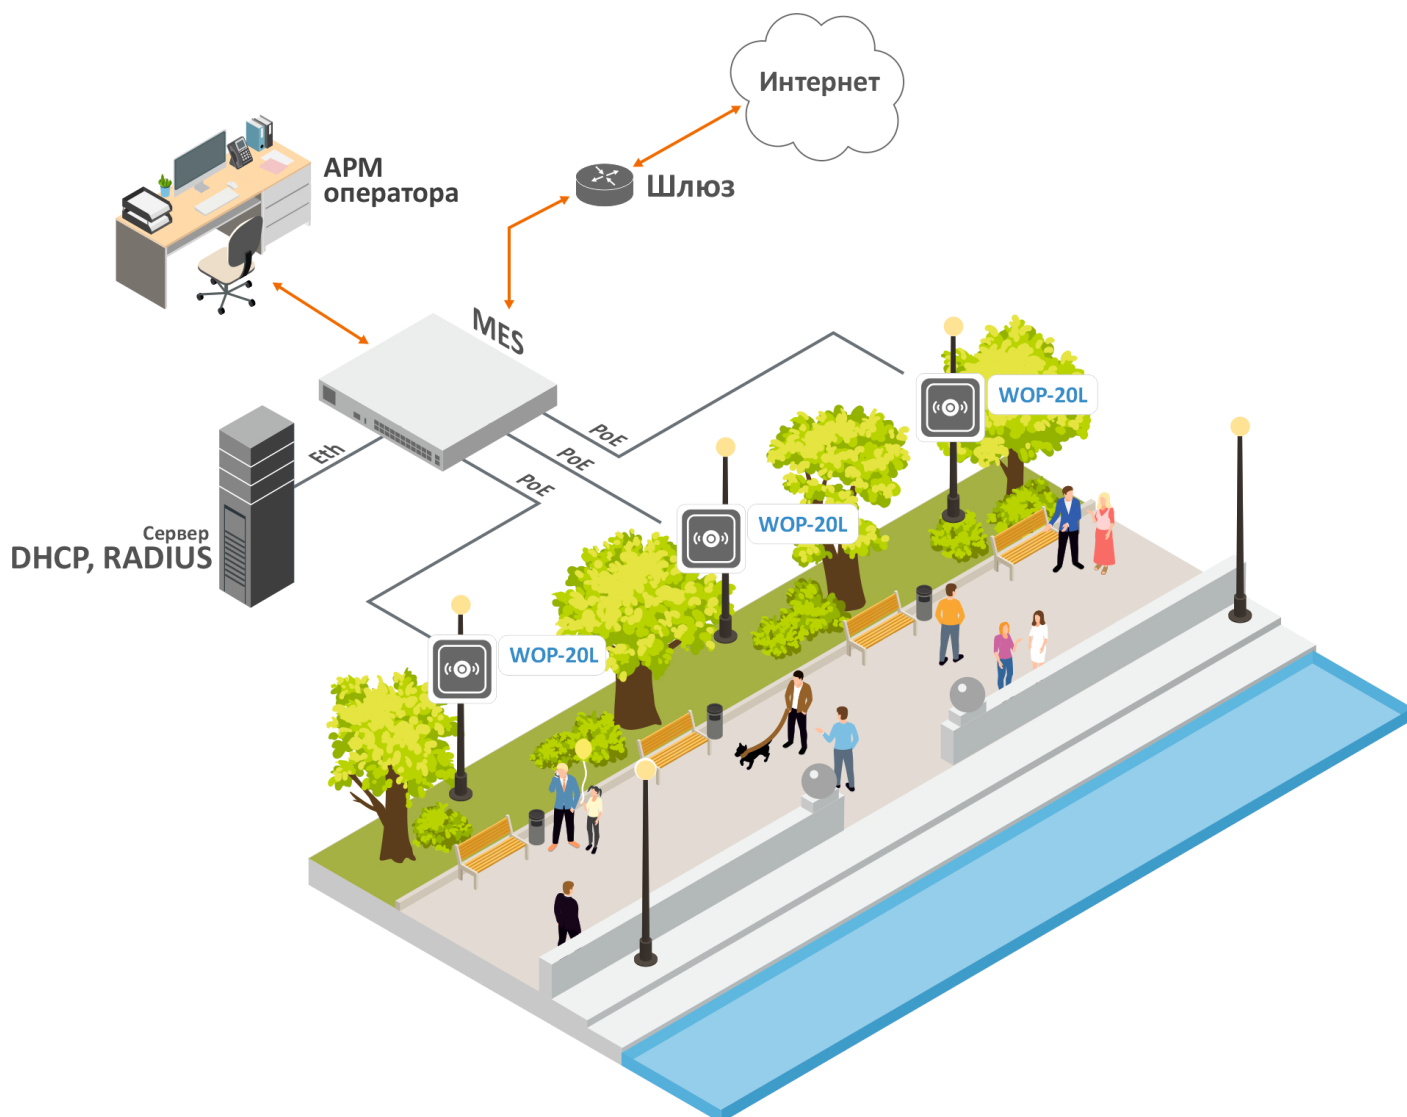 Интернет
АРМ
оператора
Шлюз
MES
WOP-20L
PoE
PoE
Eth
PoE
WOP-20L
Сервер
DHCP, RADIUS
WOP-20L